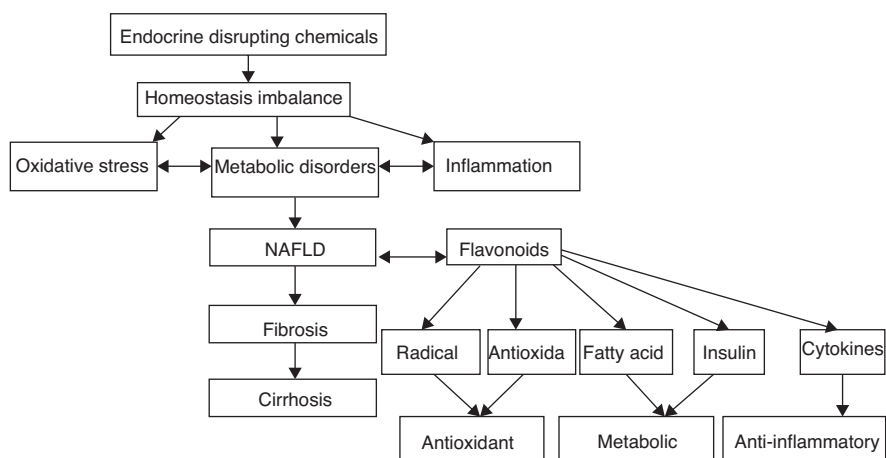 Endocrine disrupting chemicals
Homeostasis imbalance
Oxidative stress
Metabolic disorders
Inflammation
NAFLD
Flavonoids
Fibrosis
Radical
Antioxida
Fatty acid
Insulin
Cytokines
Cirrhosis
Antioxidant
Metabolic
Anti-inflammatory